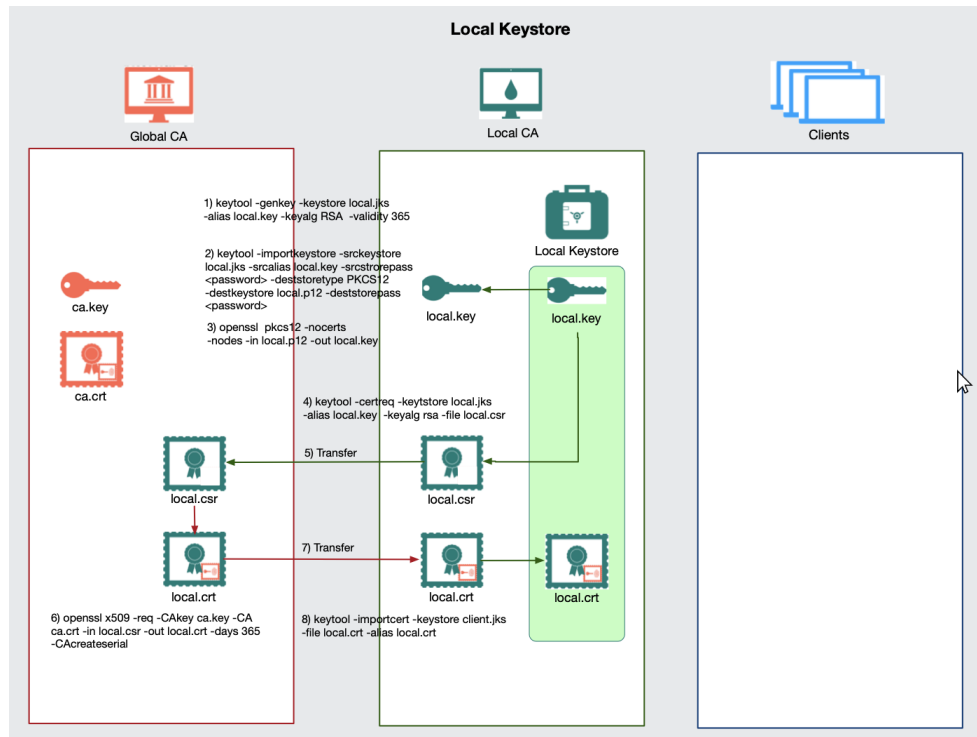 Local Keystore
Global CA
Local CA
Clients
1) keytool -genkey -keystore local.jks
-alias local.key -keyalg RSA -validity 365
Local Keystore
2) keytool -importkeystore -srckeystore
local.jks -srcalias local.key -srcstrorepass
<password> -deststoretype PKCS12
-destkeystore local.p12 -deststorepass
<password>
ca.key
local.key
local.key
3) openssl pkcs12 -nocerts
-nodes -in local.p12 -out local.key
ca.crt
4) keytool -certreq -keytstore local.jks
-alias local.key -keyalg rsa -file local.csr
5) Transfer
local.csr
local.csr
7) Transfer
local.crt
local.crt
local.crt
6) openssl x509 -req -CAkey ca.key -CA
ca.crt -in local.csr -out local.crt -days 365
-CAcreateserial
8) keytool -importcert -keystore client.jks
-file local.crt -alias local.crt